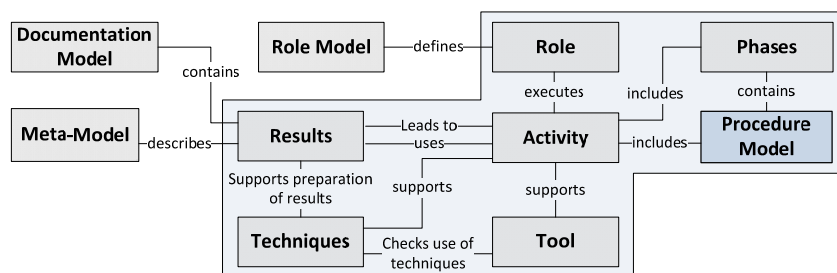 Documentation
Model
Role Model
defines
Role
Phases
contains
executes
includes
contains
Meta-Model
describes
Results
Leads to
uses
Activity
includes
Procedure
Model
Supports preparation
of results
supports
supports
Techniques
Checks use of
techniques
Tool